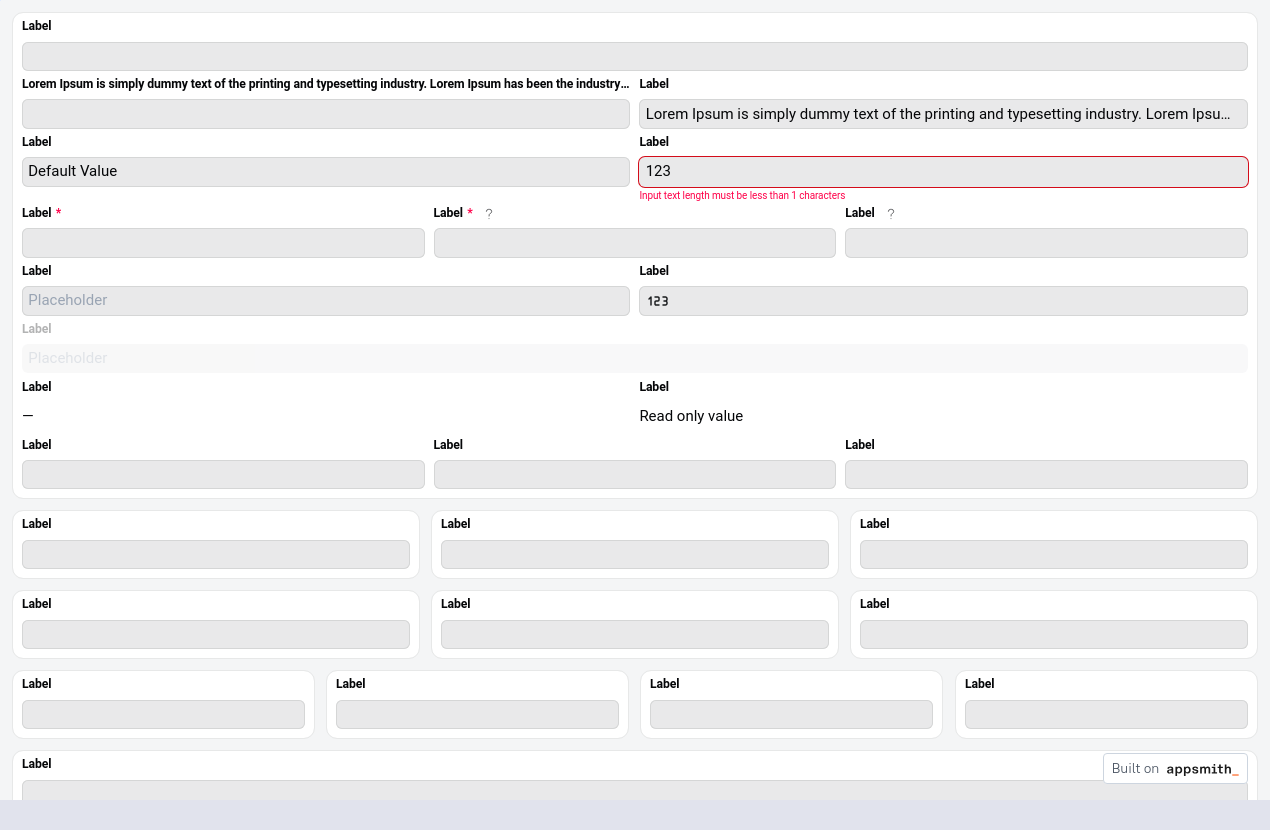 Label
Lorem Ipsum is simply dummy text of the printing and typesetting industry. Lorem Ipsum has been the industry…
Label
Lorem Ipsum is simply dummy text of the printing and typesetting industry. Lorem Ipsu…
Label
Label
Default Value
123
Input text length must be less than 1 characters
Label *
Label * ?
Label ?
Label
Label
Placeholder
123
Label
Placeholder
Label
Label
—
Read only value
Label
Label
Label
Label
Label
Label
Label
Label
Label
Label
Label
Label
Label
Label
Built on appsmith_